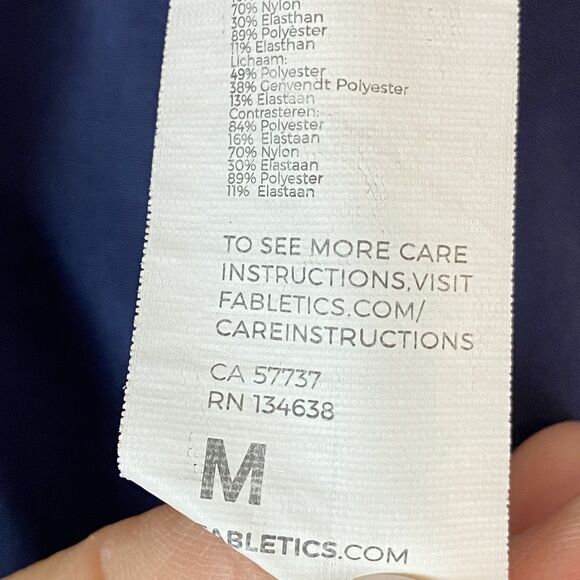 70% Nylon
30% Elasthan
89% Polyester
11% Elasthan
Lichaam:
49% Polyester
38% Genvendt Polyester
13% Elastaan
Contrasteren:
84% Polyester
16% Elastaan
70% Nylon
30% Elastaan
89% Polyester
11% Elastaan
TO SEE MORE CARE
INSTRUCTIONS,VISIT
FABLETICS.COM/
CAREINSTRUCTIONS
CA 57737
RN 134638
M
ABLETICS.COM